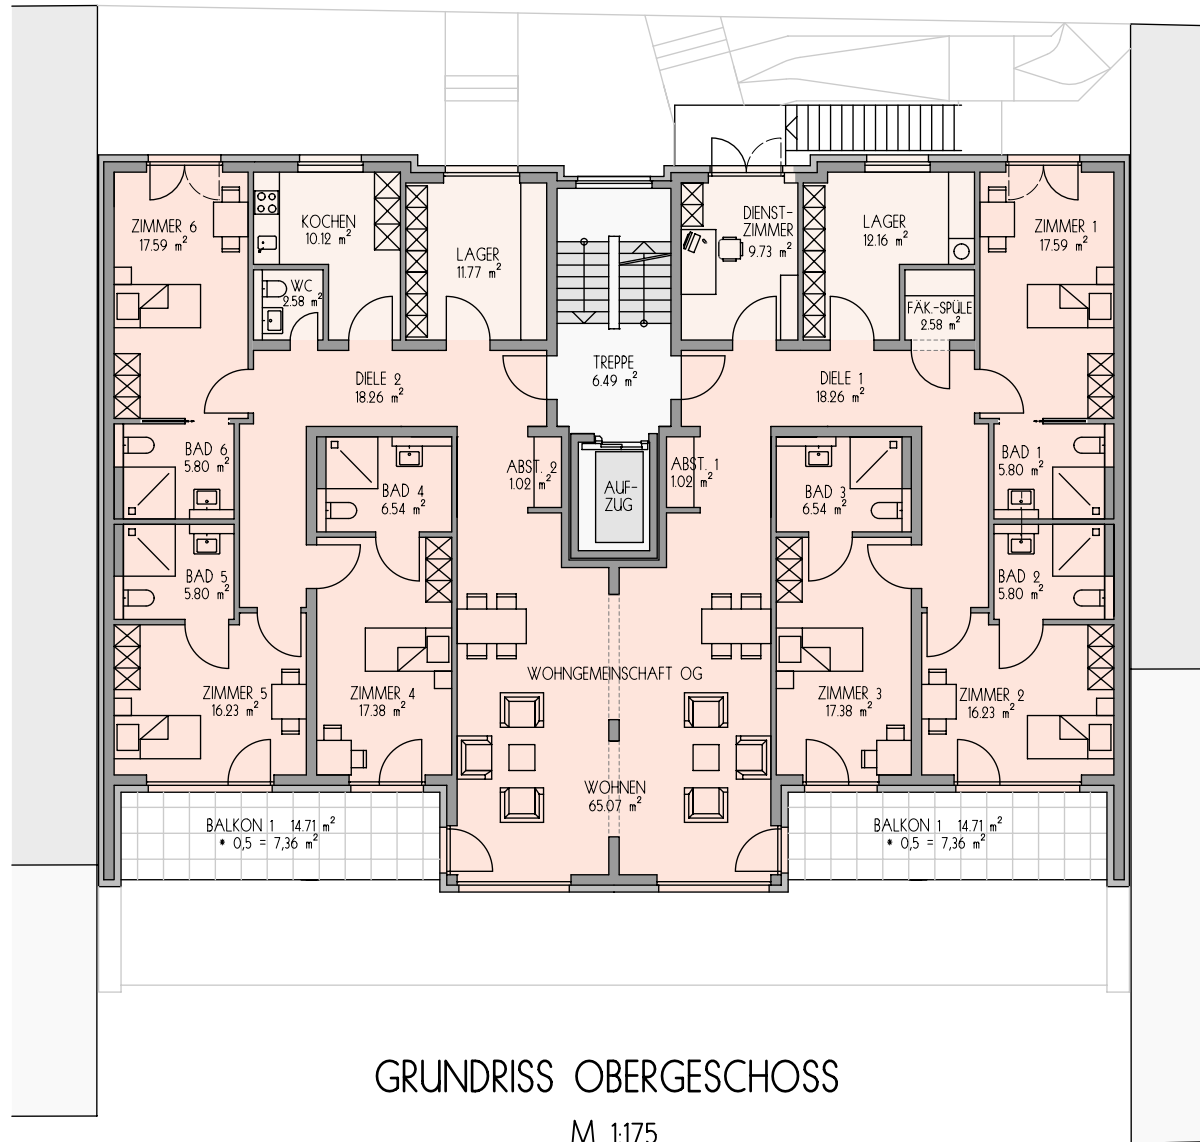 ZIMMER 6
17.59 m²
KOCHEN
10.12 m²
LAGER
11.77 m²
DIENST-
ZIMMER
9.73 m²
LAGER
12.16 m²
ZIMMER 1
17.59 m²
WC
2.58 m²
FÄK.-SPÜLE
2.58 m²
TREPPE
6.49 m²
DIELE 2
18.26 m²
DIELE 1
18.26 m²
BAD 6
5.80 m²
BAD 4
6.54 m²
ABST. 2
1.02 m²
AUF-
ZUG
ABST. 1
1.02 m²
BAD 3
6.54 m²
BAD 1
5.80 m²
BAD 5
5.80 m²
BAD 2
5.80 m²
WOHNGEMEINSCHAFT OG
ZIMMER 5
16.23 m²
ZIMMER 4
17.38 m²
ZIMMER 3
17.38 m²
ZIMMER 2
16.23 m²
WOHNEN
65.07 m²
BALKON 1 14.71 m²
* 0,5 = 7,36 m²
BALKON 1 14.71 m²
* 0,5 = 7,36 m²
GRUNDRISS OBERGESCHOSS
M 1:175